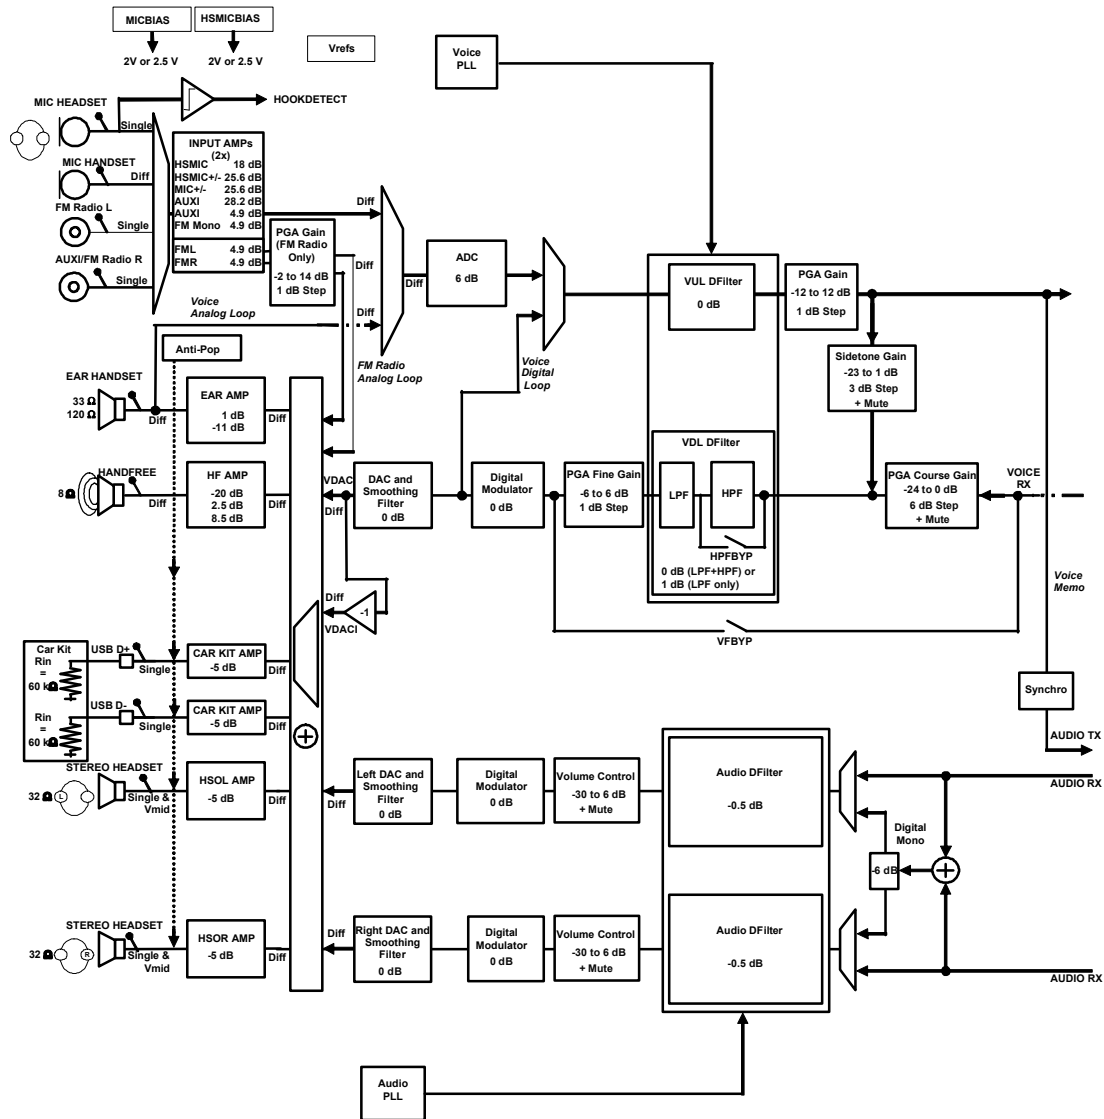 MICBIAS
HSMICBIAS
2V or 2.5 V
2V or 2.5 V
Vrefs
Voice
PLL
HOOKDETECT
MIC HEADSET
Single
MIC HANDSET
Diff
FM Radio L
Single
AUXI/FM Radio R
Single
INPUT AMPs
(2x)
HSMIC 18 dB
HSMIC+/- 25.6 dB
MIC+/- 25.6 dB
AUXI 28.2 dB
AUXI 4.9 dB
FM Mono 4.9 dB
FML 4.9 dB
FMR 4.9 dB
PGA Gain
(FM Radio
Only)
-2 to 14 dB
1 dB Step
Diff
Diff
Diff
Diff
ADC
6 dB
VUL DFilter
0 dB
PGA Gain
-12 to 12 dB
1 dB Step
Voice
Analog Loop
Anti-Pop
FM Radio
Analog Loop
Voice
Digital
Loop
Sidetone Gain
-23 to 1 dB
3 dB Step
+ Mute
EAR HANDSET
33 Ω
120 Ω
Diff
EAR AMP
1 dB
-11 dB
Diff
HANDFREE
8 Ω
Diff
HF AMP
-20 dB
2.5 dB
8.5 dB
Diff
VDAC
Diff
DAC and
Smoothing
Filter
0 dB
Digital
Modulator
0 dB
PGA Fine Gain
-6 to 6 dB
1 dB Step
VDL DFilter
LPF
HPF
HPFBYP
0 dB (LPF+HPF) or
1 dB (LPF only)
PGA Course Gain
-24 to 0 dB
6 dB Step
+ Mute
VOICE
RX
Voice
Memo
Diff
-1
VDACI
VFBYP
Car Kit
Rin
=
60 kΩ
USB D+
Single
CAR KIT AMP
-5 dB
Diff
Rin
=
60 kΩ
USB D-
Single
CAR KIT AMP
-5 dB
Diff
Synchro
AUDIO TX
STEREO HEADSET
32 Ω
L
Single &
Vmid
HSOL AMP
-5 dB
Diff
Diff
Left DAC and
Smoothing
Filter
0 dB
Digital
Modulator
0 dB
Volume Control
-30 to 6 dB
+ Mute
Audio DFilter
-0.5 dB
AUDIO RX
Digital
Mono
-6 dB
STEREO HEADSET
32 Ω
R
Single &
Vmid
HSOR AMP
-5 dB
Diff
Diff
Right DAC and
Smoothing
Filter
0 dB
Digital
Modulator
0 dB
Volume Control
-30 to 6 dB
+ Mute
Audio DFilter
-0.5 dB
AUDIO RX
Audio
PLL